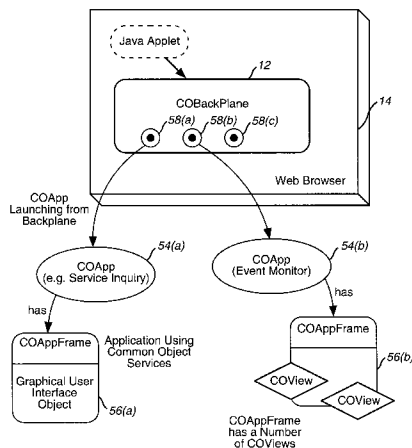 Java Applet
12
COBackPlane
58(a)
58(b)
58(c)
14
Web Browser
COApp
Launching from
Backplane
54(a)
COApp
(e.g. Service Inquiry)
54(b)
COApp
(Event Monitor)
has
has
COAppFrame
Graphical User
Interface
Object
56(a)
Application Using
Common Object
Services
COAppFrame
56(b)
COView
COView
COAppFrame
has a Number
of COViews